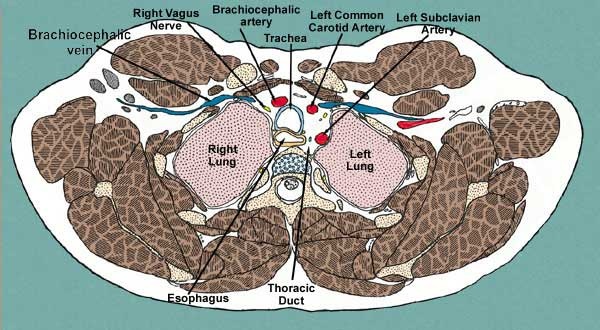 Right Vagus
Nerve
Brachiocephalic
artery
Trachea
Left Common
Carotid Artery
Left Subclavian
Artery
Brachiocephalic
vein
Right
Lung
Left
Lung
Esophagus
Thoracic
Duct